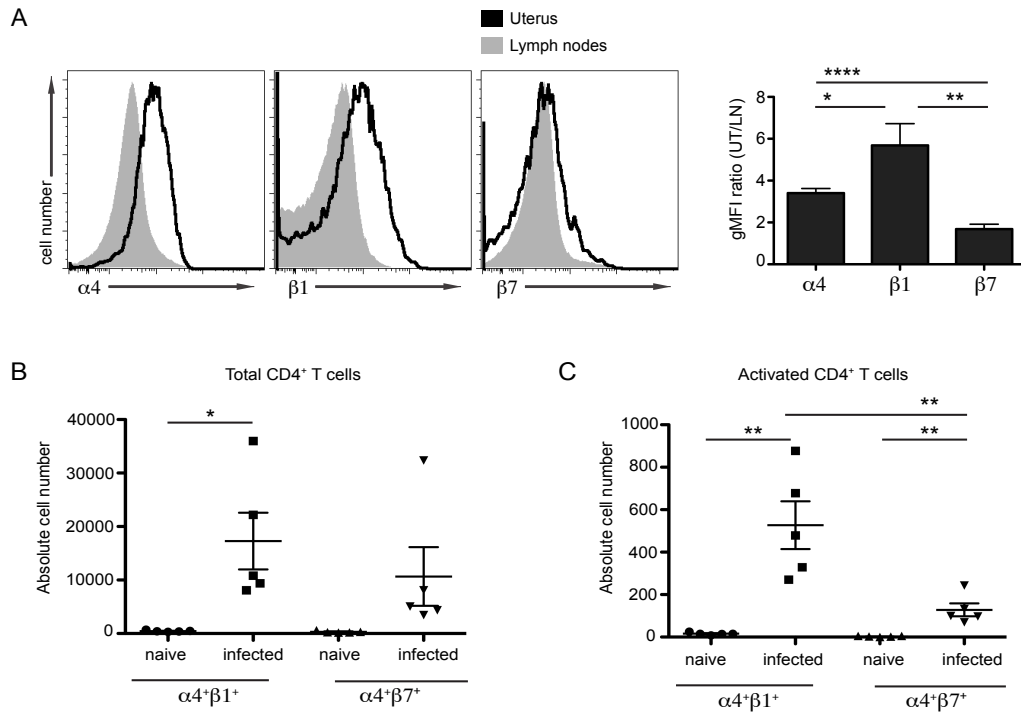 A
Uterus
Lymph nodes
cell number
α4
β1
β7
gMFI ratio (UT/LN)
8
6
4
2
0
****
*
**
α4
β1
β7
B
Total CD4⁺ T cells
Absolute cell number
40000
30000
20000
10000
0
*
naive infected naive infected
α4⁺β1⁺ α4⁺β7⁺
C
Activated CD4⁺ T cells
Absolute cell number
1000
800
600
400
200
0
**
** **
naive infected naive infected
α4⁺β1⁺ α4⁺β7⁺